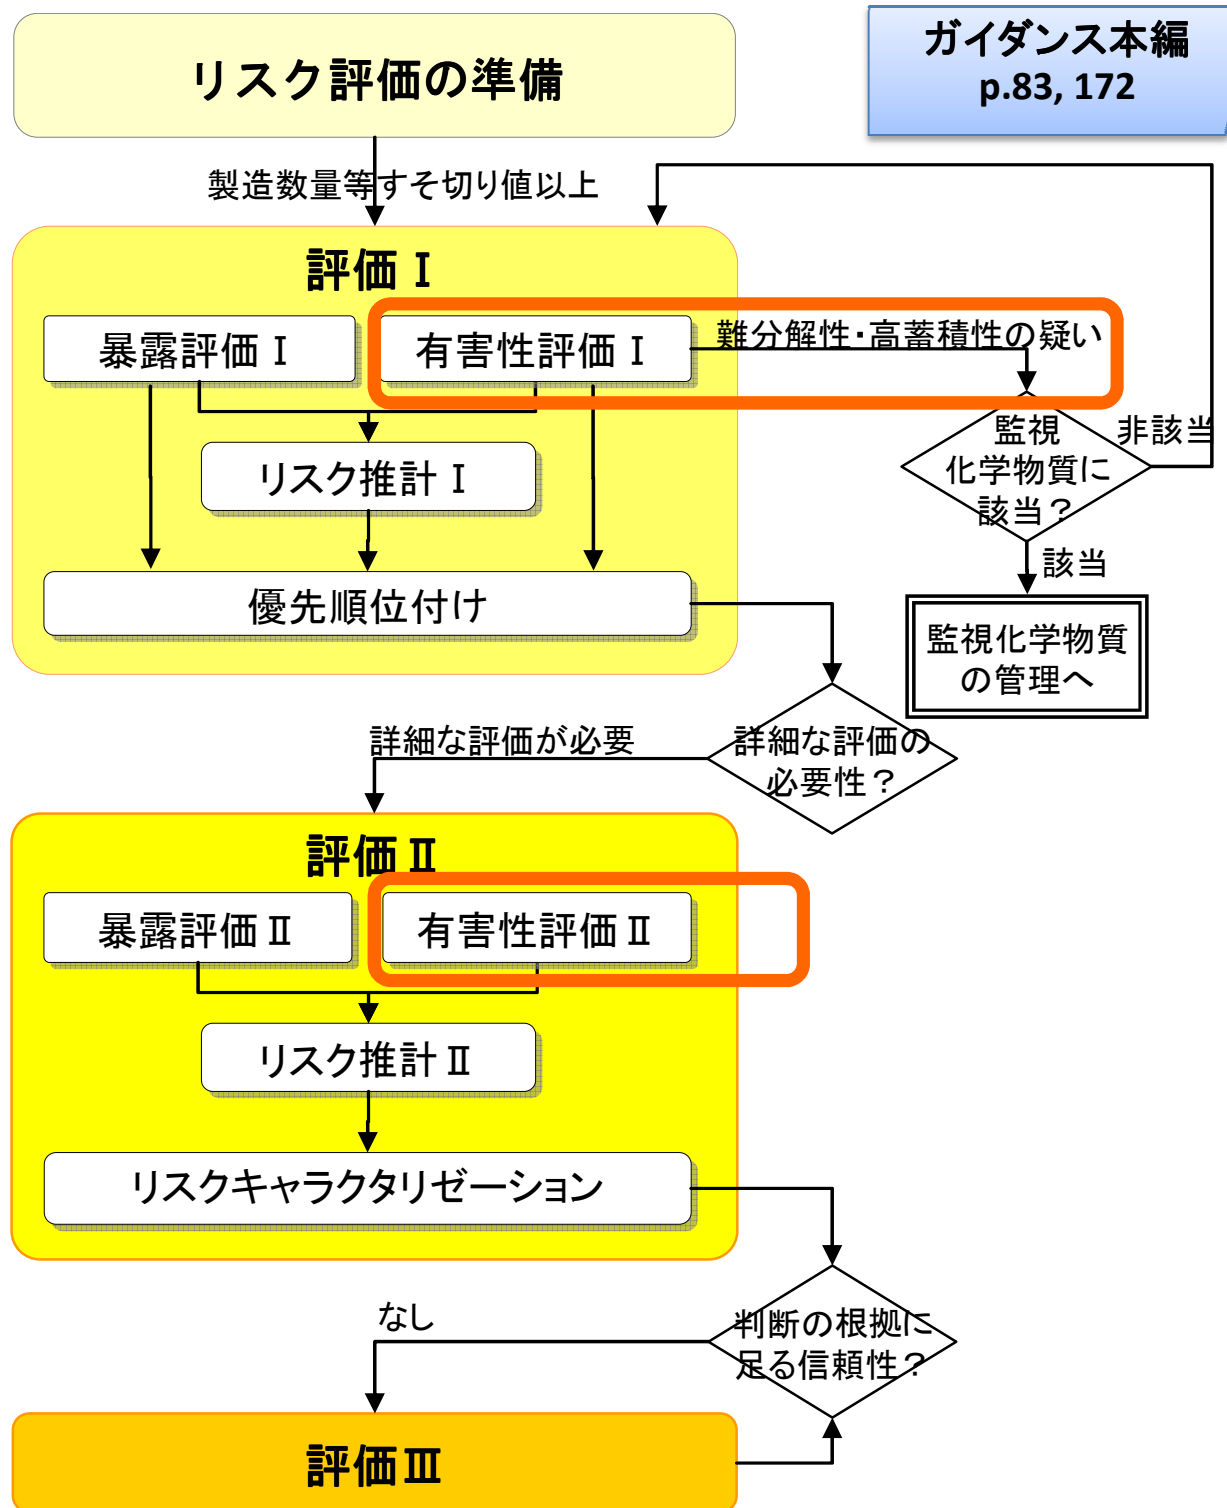 リスク評価の準備
ガイダンス本編
p.83, 172
製造数量等すそ切り値以上
評価Ⅰ
暴露評価Ⅰ
有害性評価Ⅰ
難分解性・高蓄積性の疑い
リスク推計Ⅰ
優先順位付け
監視
化学物質に
該当？
非該当
該当
監視化学物質
の管理へ
詳細な評価の
必要性？
詳細な評価が必要
評価Ⅱ
暴露評価Ⅱ
有害性評価Ⅱ
リスク推計Ⅱ
リスクキャラクタリゼーション
判断の根拠に
足る信頼性？
なし
評価Ⅲ